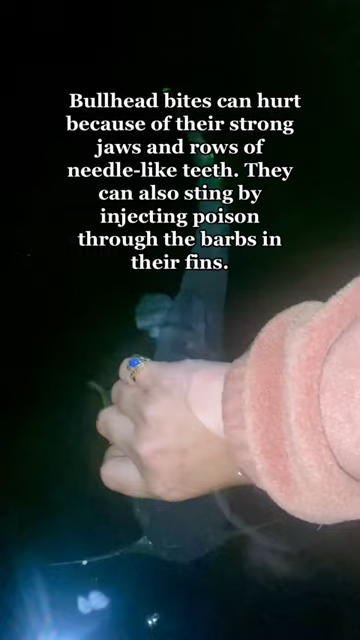 Bullhead bites can hurt
because of their strong
jaws and rows of
needle-like teeth. They
can also sting by
injecting poison
through the barbs in
their fins.